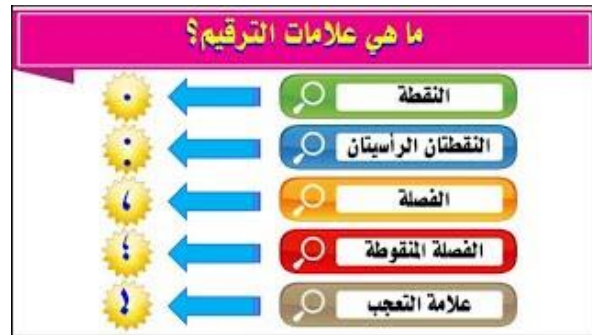 ما هي علامات الترقيم؟
النقطة .
النقطتان الرأسيتان :
الفصلة ،
الفصلة المنقوطة ؛
علامة التعجب !